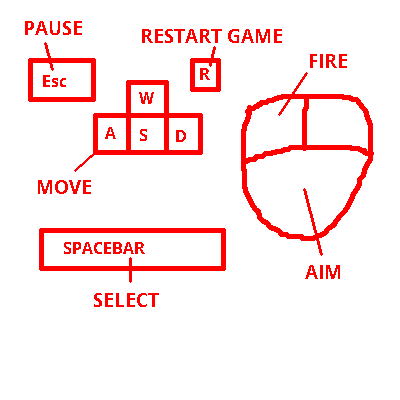 PAUSE
RESTART GAME
FIRE
Esc
R
W
A S D
MOVE
SPACEBAR
AIM
SELECT